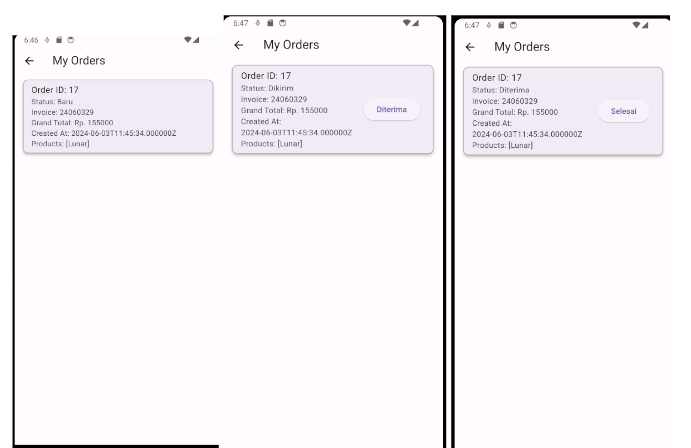 6:46
My Orders
Order ID: 17
Status: Baru
Invoice: 24060329
Grand Total: Rp. 155000
Created At: 2024-06-03T11:45:34.000000Z
Products: [Lunar]
6:47
My Orders
Order ID: 17
Status: Dikirim
Invoice: 24060329
Grand Total: Rp. 155000
Created At:
2024-06-03T11:45:34.000000Z
Products: [Lunar]
Diterima
6:47
My Orders
Order ID: 17
Status: Diterima
Invoice: 24060329
Grand Total: Rp. 155000
Created At:
2024-06-03T11:45:34.000000Z
Products: [Lunar]
Selesai